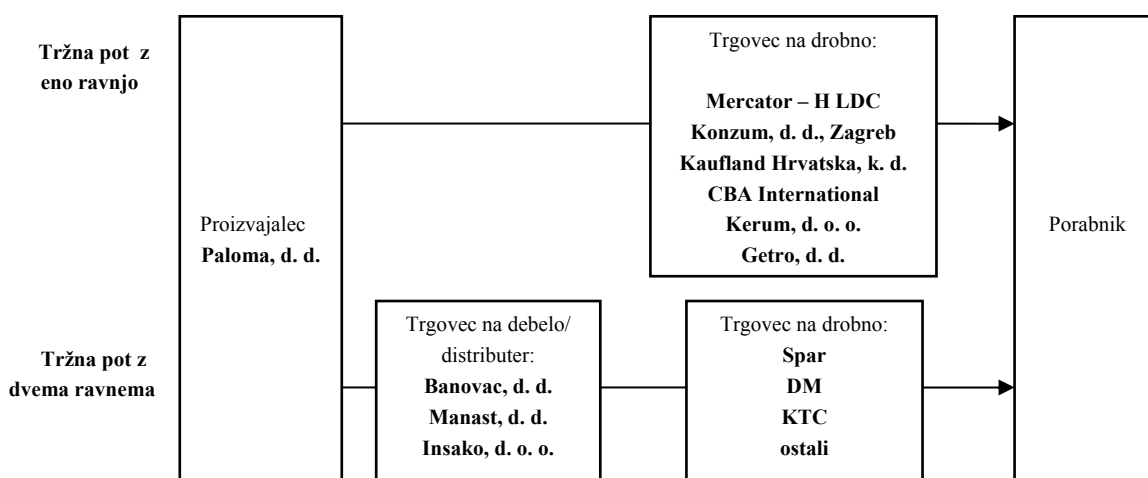 Tržna pot z
eno ravnjo
Proizvajalec
Paloma, d. d.
Trgovec na drobno:
Mercator – H LDC
Konzum, d. d., Zagreb
Kaufland Hrvatska, k. d.
CBA International
Kerum, d. o. o.
Getro, d. d.
Porabnik
Tržna pot z
dvema ravnema
Trgovec na debelo/
distributer:
Banovac, d. d.
Manast, d. d.
Insako, d. o. o.
Trgovec na drobno:
Spar
DM
KTC
ostali